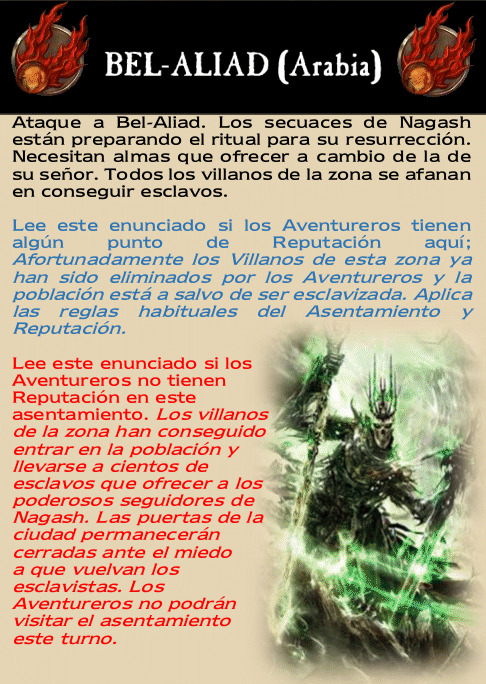 BEL-ALIAD (Arabia)
Ataque a Bel-Aliad. Los secuaces de Nagash
están preparando el ritual para su resurrección.
Necesitan almas que ofrecer a cambio de la de
su señor. Todos los villanos de la zona se afanan
en conseguir esclavos.
Lee este enunciado si los Aventureros tienen
algún punto de Reputación aquí;
Afortunadamente los Villanos de esta zona ya
han sido eliminados por los Aventureros y la
población está a salvo de ser esclavizada. Aplica
las reglas habituales del Asentamiento y
Reputación.
Lee este enunciado si los
Aventureros no tienen
Reputación en este
asentamiento. Los villanos
de la zona han conseguido
entrar en la población y
llevarse a cientos de
esclavos que ofrecer a los
poderosos seguidores de
Nagash. Las puertas de la
ciudad permanecerán
cerradas ante el miedo
a que vuelvan los
esclavistas. Los
Aventureros no podrán
visitar el asentamiento
este turno.